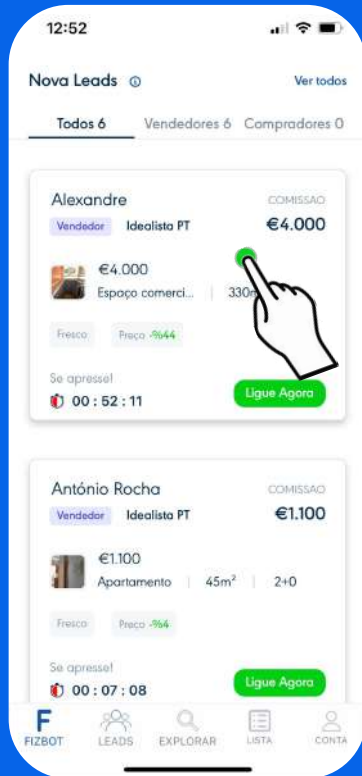 12:52
Nova Leads
Ver todos
Todos 6 Vendedores 6 Compradores 0
Alexandre COMISSAO
Vendedor Idealista PT €4.000
€4.000
Espaço comerci... 330m
Fresco Preço -%44
Se apresse!
00 : 52 : 11 Ligue Agora
António Rocha COMISSAO
Vendedor Idealista PT €1.100
€1.100
Apartamento 45m² 2+0
Fresco Preço -%4
Se apresse!
00 : 07 : 08 Ligue Agora
FIZBOT LEADS EXPLORAR LISTA CONTA